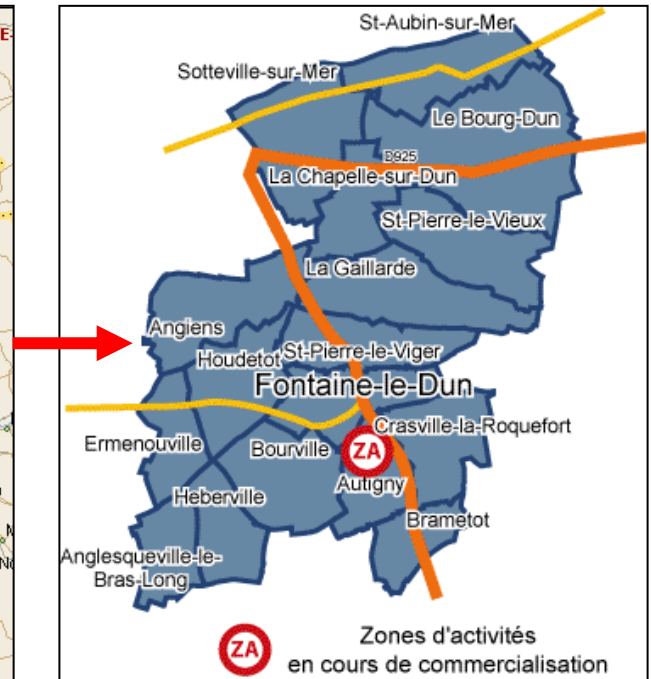 E-
St-Aubin-sur-Mer
Sotteville-sur-Mer
Le Bourg-Dun
D925
La Chapelle-sur-Dun
St-Pierre-le-Vieux
La Gaillarde
Angiens
Houdetot
St-Pierre-le-Viger
Fontaine-le-Dun
Crasville-la-Roquefort
Ermenouville
Bourville
ZA
Autigny
Heberville
Brametot
Anglesqueville-le-
Bras-Long
ZA
Zones d'activités
en cours de commercialisation